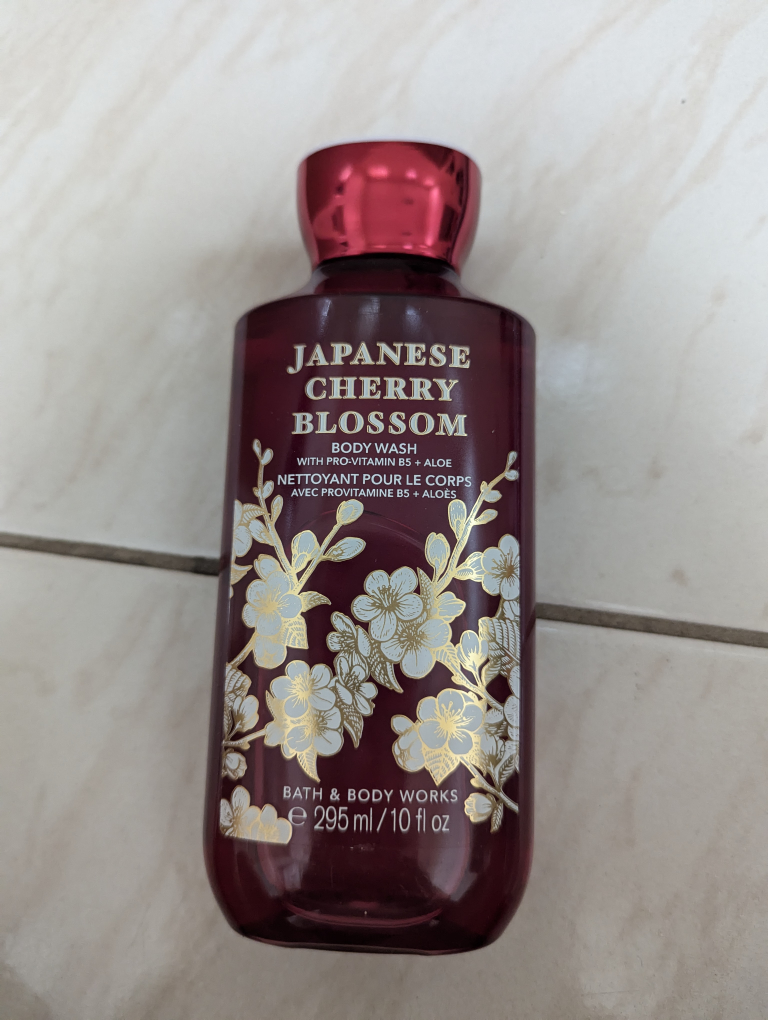 JAPANESE
CHERRY
BLOSSOM
BODY WASH
WITH PRO-VITAMIN B5 + ALOE
NETTOYANT POUR LE CORPS
AVEC PROVITAMINE B5 + ALOÈS
BATH & BODY WORKS
℮ 295 ml / 10 fl oz